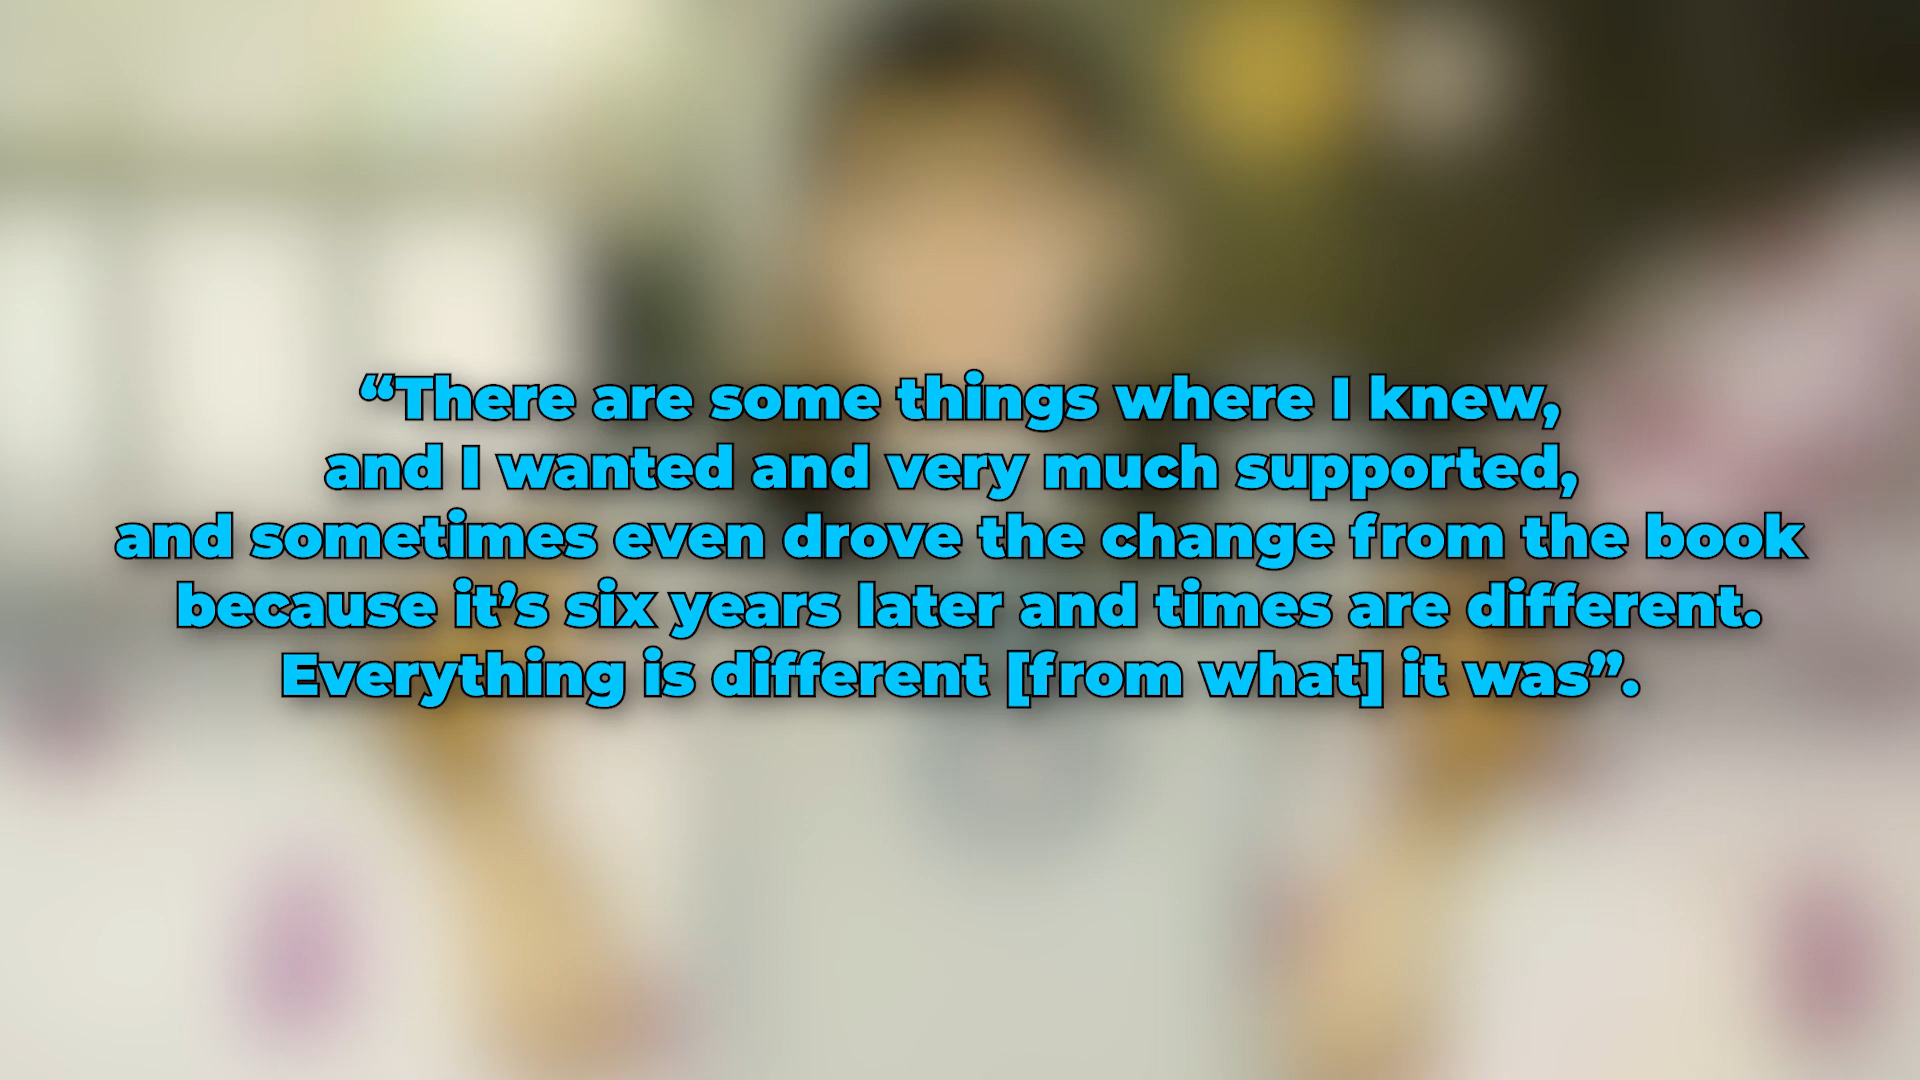 “There are some things where I knew,
and I wanted and very much supported,
and sometimes even drove the change from the book
because it’s six years later and times are different.
Everything is different [from what] it was”.